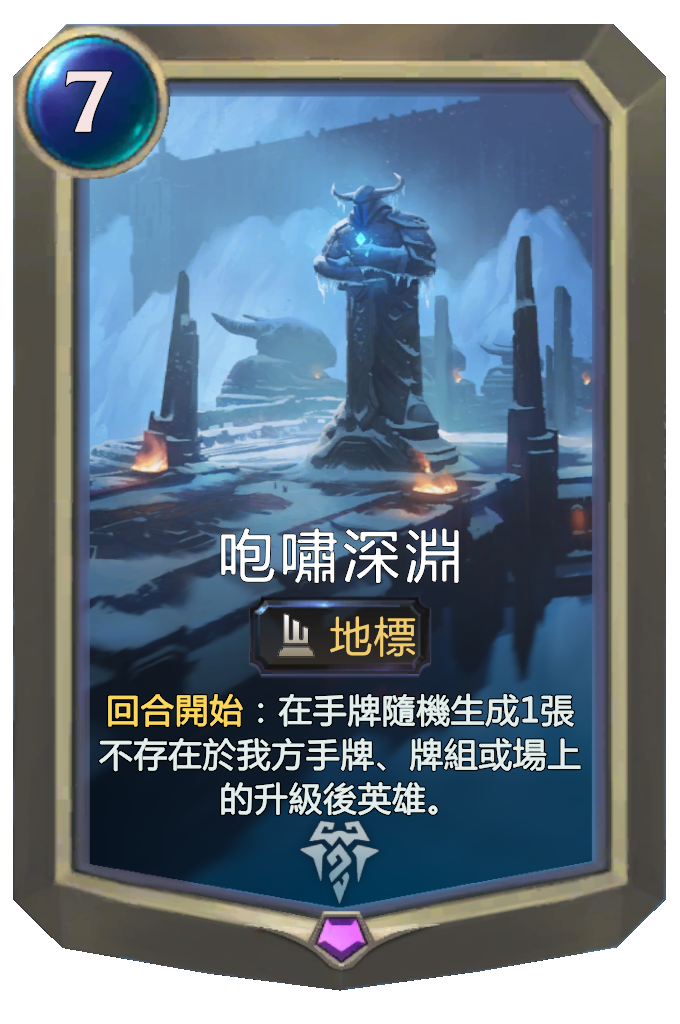 7
咆嘯深淵
地標
回合開始：在手牌隨機生成1張
不存在於我方手牌、牌組或場上
的升級後英雄。